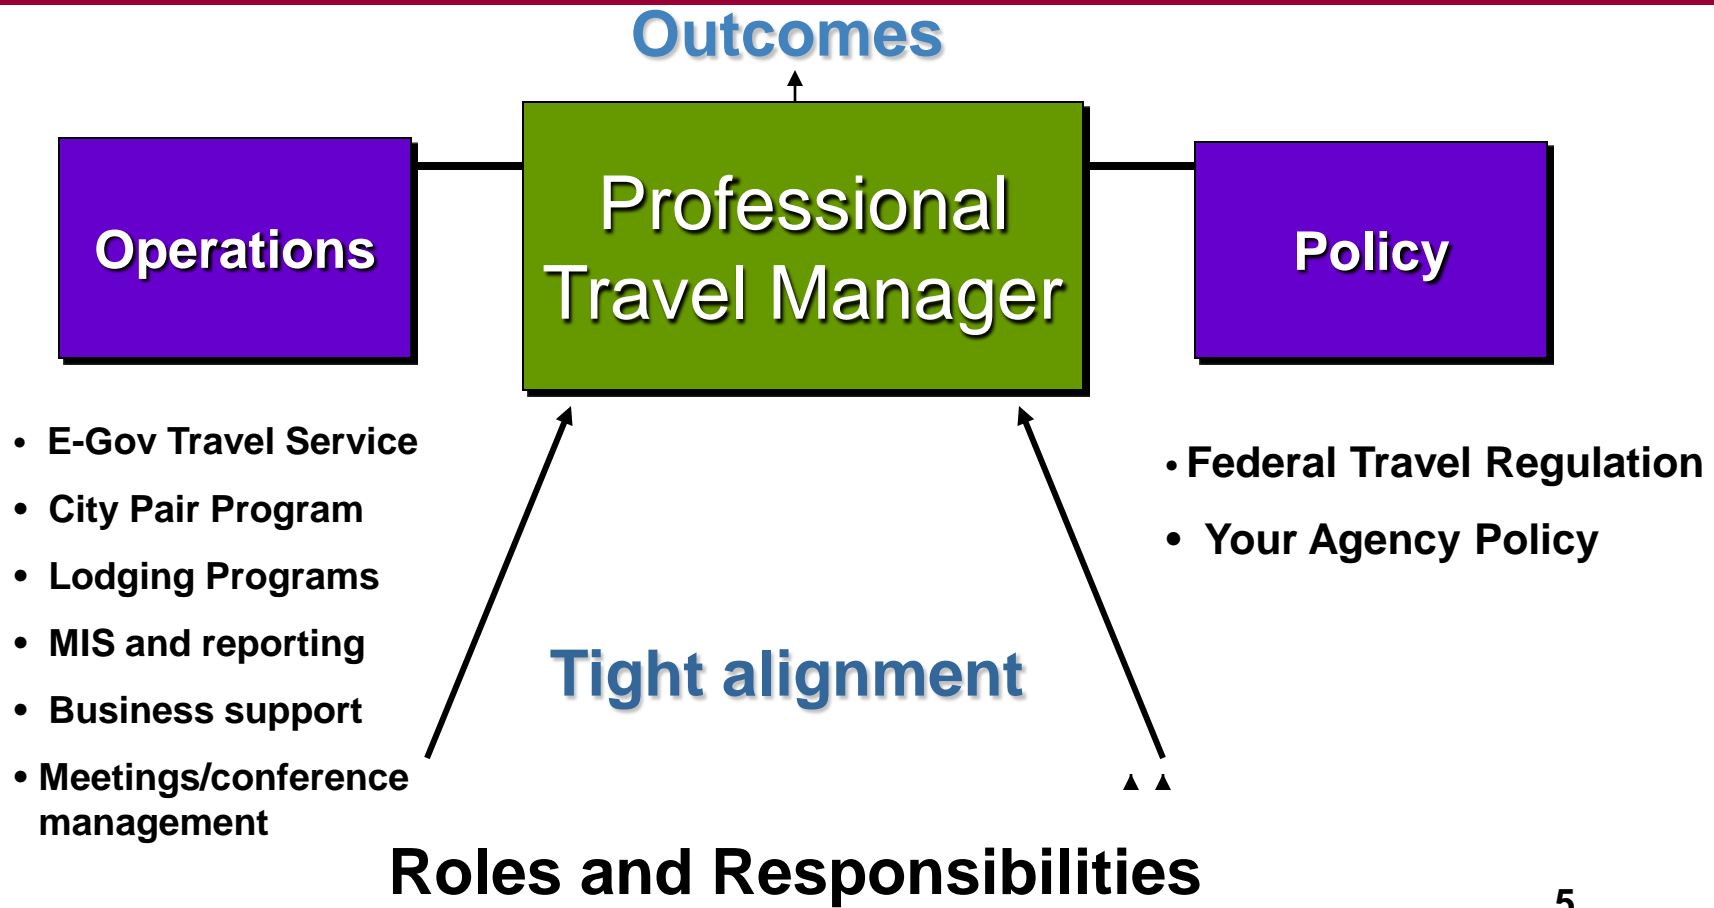 Outcomes
Operations
Professional
Travel Manager
Policy
• E-Gov Travel Service
• City Pair Program
• Lodging Programs
• MIS and reporting
• Business support
• Meetings/conference
management
• Federal Travel Regulation
• Your Agency Policy
Tight alignment
Roles and Responsibilities
5